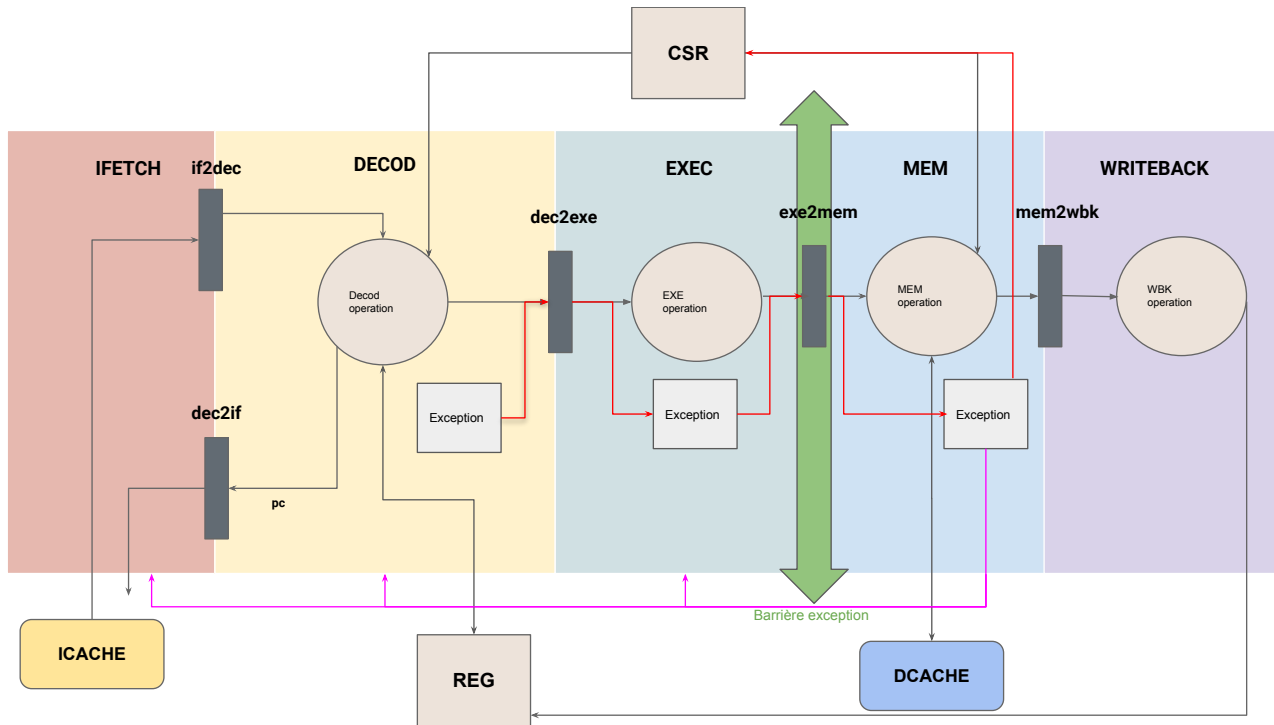 CSR
IFETCH
if2dec
DECOD
EXEC
MEM
WRITEBACK
dec2exe
exe2mem
mem2wbk
Decod
operation
EXE
operation
MEM
operation
WBK
operation
Exception
Exception
Exception
dec2if
pc
Barrière exception
ICACHE
REG
DCACHE